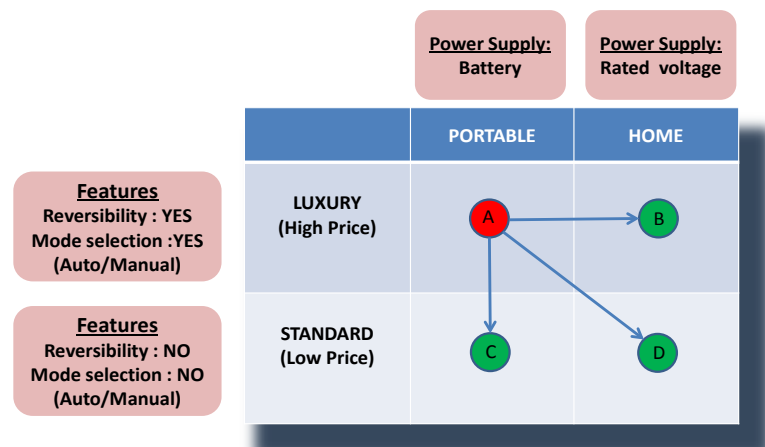 Power Supply:
Battery
Power Supply:
Rated voltage
PORTABLE
HOME
Features
Reversibility : YES
Mode selection :YES
(Auto/Manual)
LUXURY
(High Price)
A
B
Features
Reversibility : NO
Mode selection : NO
(Auto/Manual)
STANDARD
(Low Price)
C
D